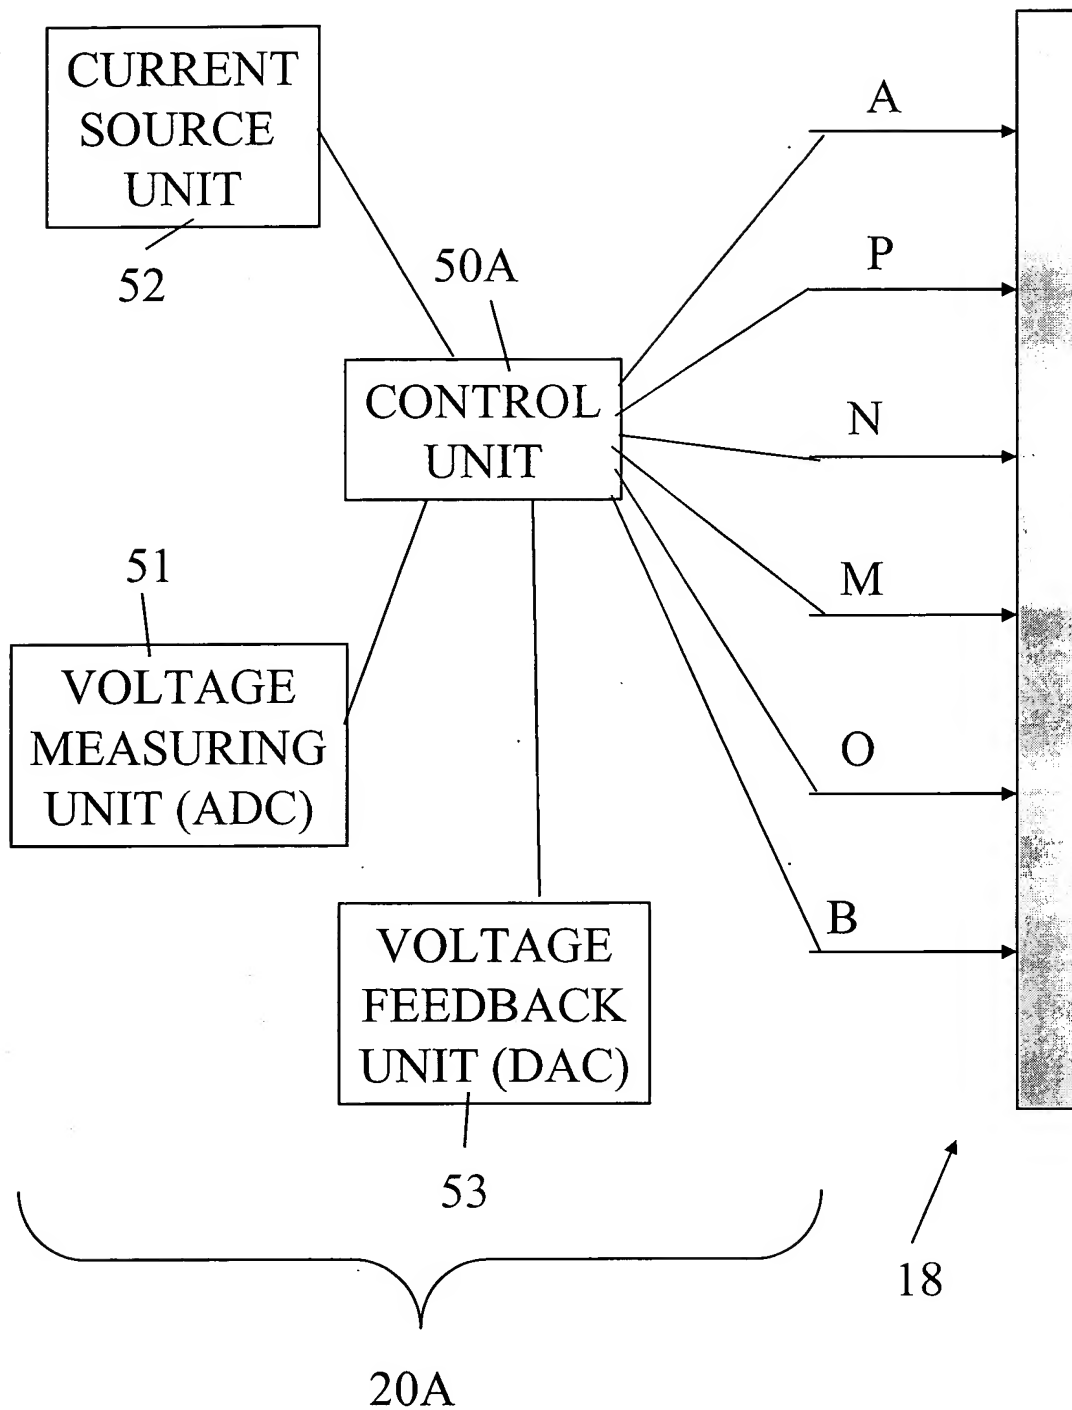 CURRENT
SOURCE
UNIT
52
A
P
50A
CONTROL
UNIT
N
M
51
VOLTAGE
MEASURING
UNIT (ADC)
O
B
VOLTAGE
FEEDBACK
UNIT (DAC)
53
18
20A